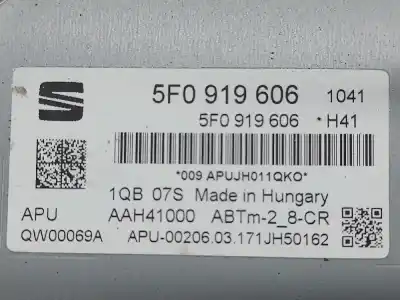 5F0 919 606 1041
5F0 919 606 *H41
*009 APUJH011QKQ*
1QB 07S Made in Hungary
APU AAH41000 ABTm-2_8-CR
QW00069A APU-00206.03.171JH50162